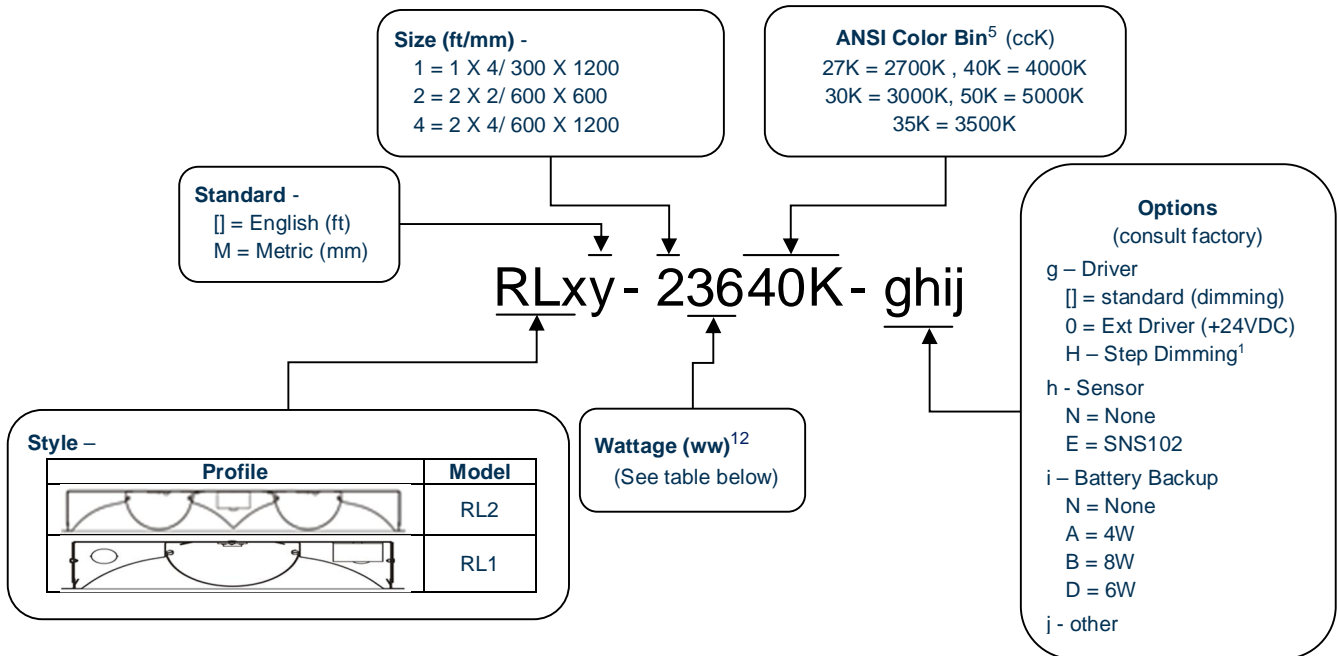 Size (ft/mm) -
1 = 1 X 4/ 300 X 1200
2 = 2 X 2/ 600 X 600
4 = 2 X 4/ 600 X 1200
ANSI Color Bin⁵ (ccK)
27K = 2700K , 40K = 4000K
30K = 3000K, 50K = 5000K
35K = 3500K
Standard -
[] = English (ft)
M = Metric (mm)
RLxy - 23640K - ghij
Style –
Profile Model
RL2
RL1
Wattage (ww)¹²
(See table below)
Options
(consult factory)
g – Driver
[] = standard (dimming)
0 = Ext Driver (+24VDC)
H – Step Dimming¹
h - Sensor
N = None
E = SNS102
i – Battery Backup
N = None
A = 4W
B = 8W
D = 6W
j - other